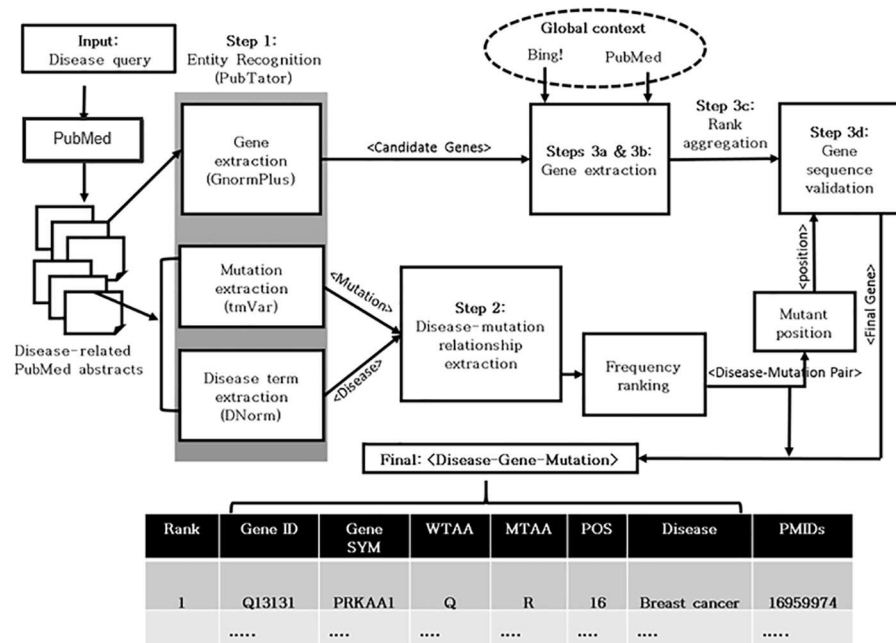 Input:
Disease query
PubMed
Disease-related
PubMed abstracts
Step 1:
Entity Recognition
(PubTator)
Gene
extraction
(GnormPlus)
Mutation
extraction
(tmVar)
Disease term
extraction
(DNorm)
<Candidate Genes>
<Mutation>
<Disease>
Global context
Bing! PubMed
Steps 3a & 3b:
Gene extraction
Step 3c:
Rank
aggregation
Step 3d:
Gene
sequence
validation
Step 2:
Disease-mutation
relationship
extraction
Frequency
ranking
<Disease-Mutation Pair>
Mutant
position
<position>
<Final Gene>
Final: <Disease-Gene-Mutation>
Rank Gene ID Gene SYM WTAA MTAA POS Disease PMIDs
1 Q13131 PRKAA1 Q R 16 Breast cancer 16959974
..... .... .... .... .... ..... .....